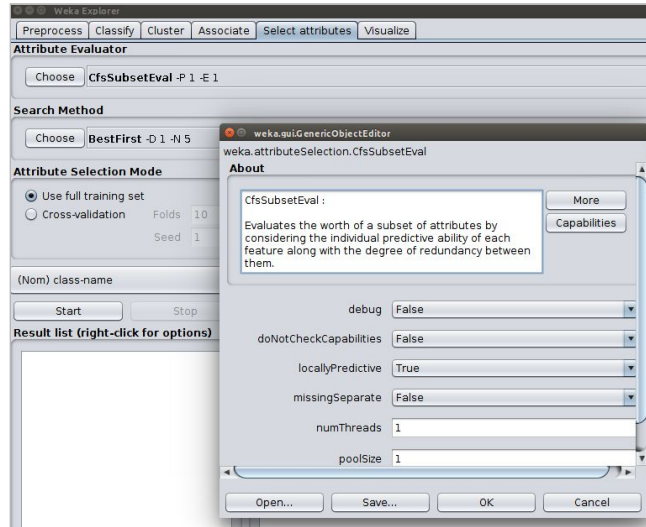 Weka Explorer
Preprocess Classify Cluster Associate Select attributes Visualize
Attribute Evaluator
Choose CfsSubsetEval -P 1 -E 1
Search Method
Choose BestFirst -D 1 -N 5
Attribute Selection Mode
Use full training set
Cross-validation Folds 10
Seed 1
(Nom) class-name
Start Stop
Result list (right-click for options)
weka.gui.GenericObjectEditor
weka.attributeSelection.CfsSubsetEval
About
CfsSubsetEval :
Evaluates the worth of a subset of attributes by
considering the individual predictive ability of each
feature along with the degree of redundancy between
them.
More
Capabilities
debug False
doNotCheckCapabilities False
locallyPredictive True
missingSeparate False
numThreads 1
poolSize 1
Open... Save... OK Cancel